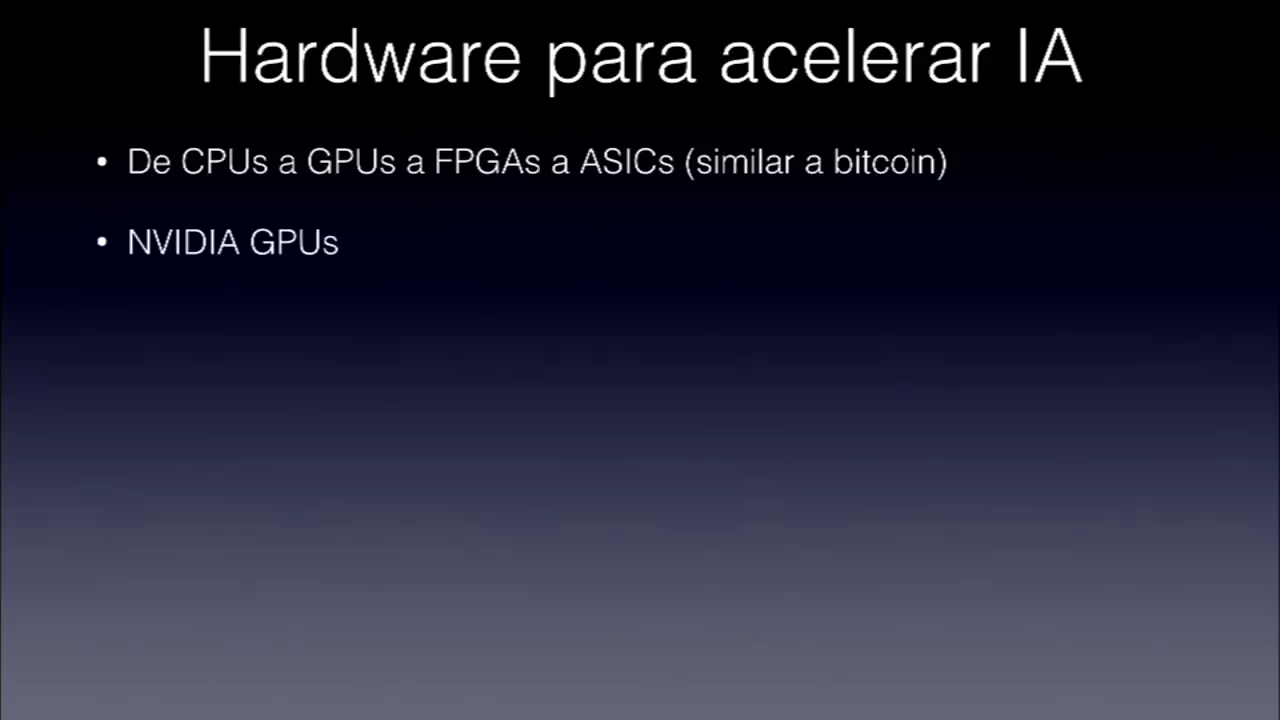 Hardware para acelerar IA
• De CPUs a GPUs a FPGAs a ASICs (similar a bitcoin)
• NVIDIA GPUs